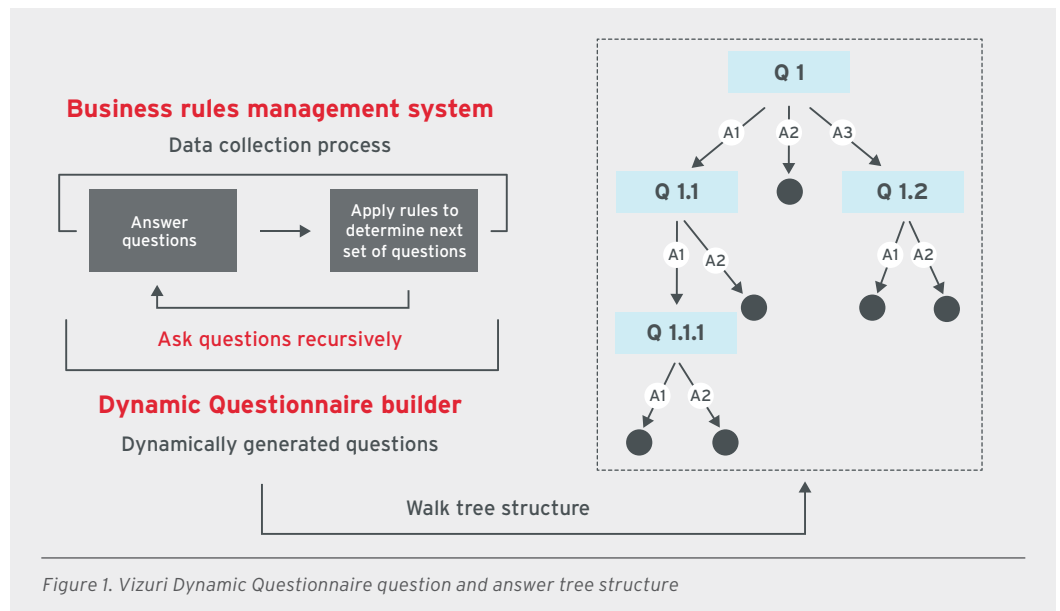 Business rules management system
Data collection process
Answer
questions
Apply rules to
determine next
set of questions
Ask questions recursively
Dynamic Questionnaire builder
Dynamically generated questions
Walk tree structure
Q 1
A1
A2
A3
Q 1.1
Q 1.2
A1
A2
A1
A2
Q 1.1.1
A1
A2
Figure 1. Vizuri Dynamic Questionnaire question and answer tree structure